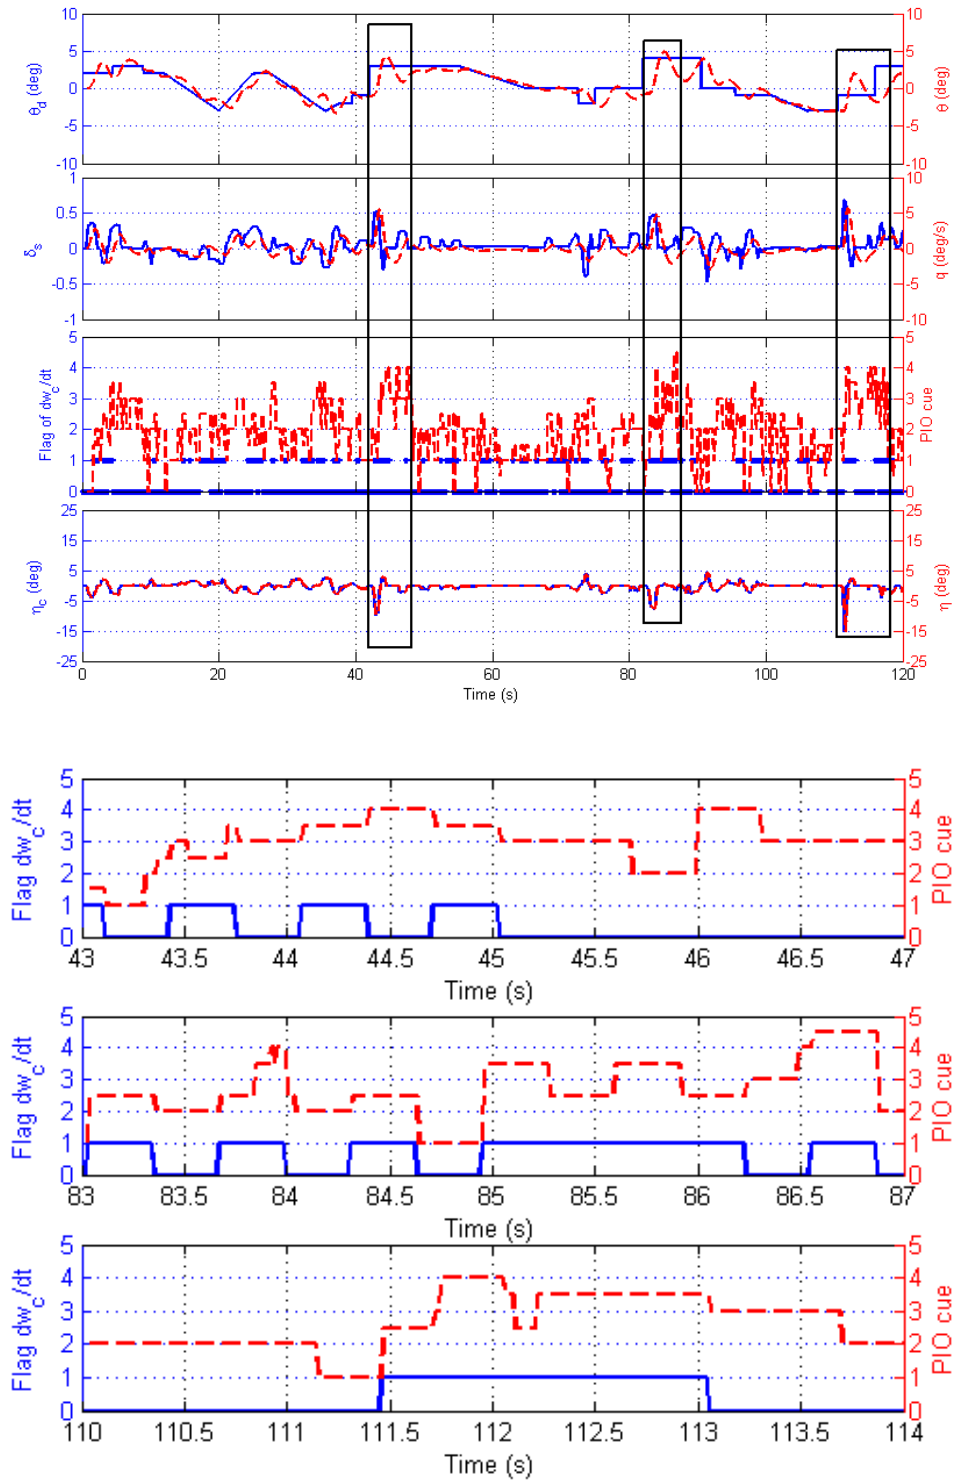 10 10
5 5
0 0
-5 -5
-10 -10
θd (deg) θ (deg)
1 10
0.5 5
0 0
-0.5 -5
-1 -10
δs q (deg/s)
5 5
4 4
3 3
2 2
1 1
0 0
Flag of dwc/dt PIO cue
25 25
15 15
5 5
-5 -5
-15 -15
-25 -25
ηc (deg) η (deg)
0 20 40 60 80 100 120
Time (s)
5 5
4 4
3 3
2 2
1 1
0 0
Flag dwc/dt PIO cue
43 43.5 44 44.5 45 45.5 46 46.5 47
Time (s)
5 5
4 4
3 3
2 2
1 1
0 0
Flag dwc/dt PIO cue
83 83.5 84 84.5 85 85.5 86 86.5 87
Time (s)
5 5
4 4
3 3
2 2
1 1
0 0
Flag dwc/dt PIO cue
110 110.5 111 111.5 112 112.5 113 113.5 114
Time (s)